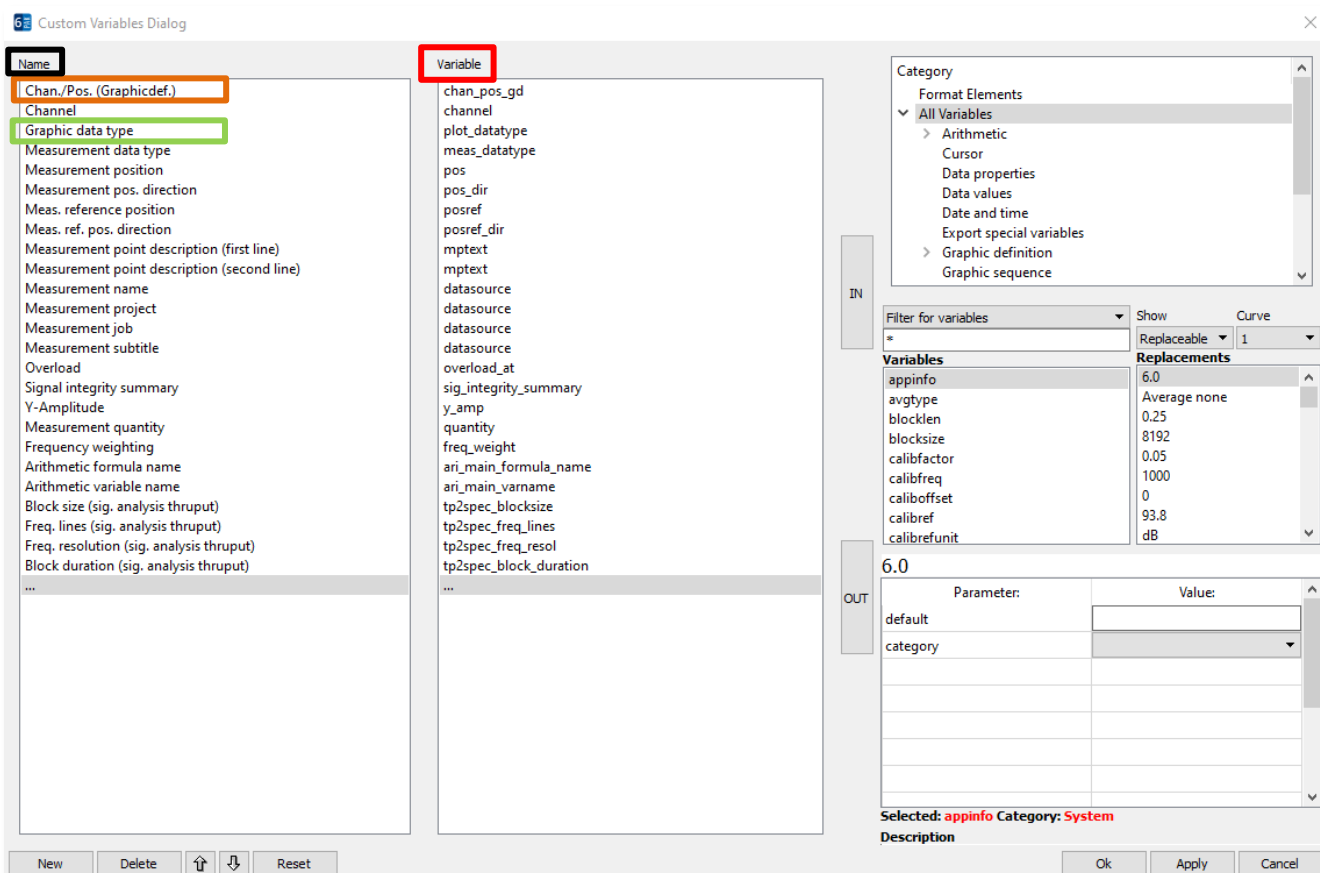 Custom Variables Dialog
Name
Chan./Pos. (Graphicdef.)
Channel
Graphic data type
Measurement data type
Measurement position
Measurement pos. direction
Meas. reference position
Meas. ref. pos. direction
Measurement point description (first line)
Measurement point description (second line)
Measurement name
Measurement project
Measurement job
Measurement subtitle
Overload
Signal integrity summary
Y-Amplitude
Measurement quantity
Frequency weighting
Arithmetic formula name
Arithmetic variable name
Block size (sig. analysis thruput)
Freq. lines (sig. analysis thruput)
Freq. resolution (sig. analysis thruput)
Block duration (sig. analysis thruput)
...
Variable
chan_pos_gd
channel
plot_datatype
meas_datatype
pos
pos_dir
posref
posref_dir
mptext
mptext
datasource
datasource
datasource
datasource
overload_at
sig_integrity_summary
y_amp
quantity
freq_weight
ari_main_formula_name
ari_main_varname
tp2spec_blocksize
tp2spec_freq_lines
tp2spec_freq_resol
tp2spec_block_duration
...
IN
OUT
Category
Format Elements
All Variables
Arithmetic
Cursor
Data properties
Data values
Date and time
Export special variables
Graphic definition
Graphic sequence
Filter for variables
Show
Curve
*
Replaceable
1
Variables
appinfo
avgtype
blocklen
blocksize
calibfactor
calibfreq
caliboffset
calibref
calibrefunit
Replacements
6.0
Average none
0.25
8192
0.05
1000
0
93.8
dB
6.0
Parameter: Value:
default
category
Selected: appinfo Category: System
Description
New Delete Reset Ok Apply Cancel